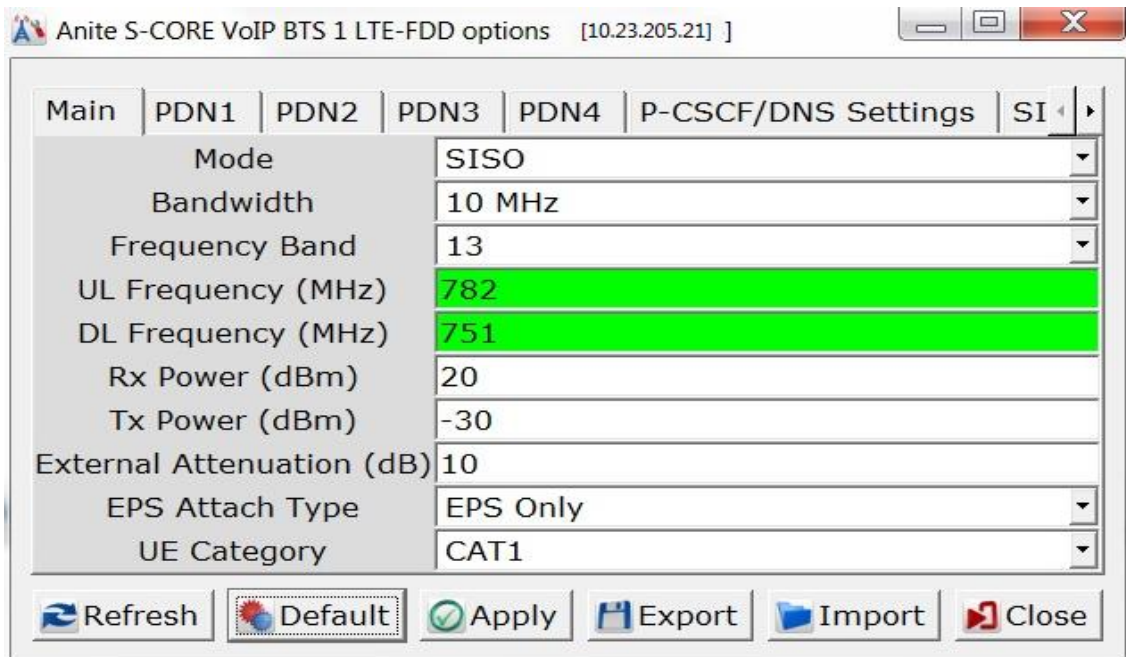 Anite S-CORE VoIP BTS 1 LTE-FDD options [10.23.205.21] ]
Main PDN1 PDN2 PDN3 PDN4 P-CSCF/DNS Settings SI
Mode SISO
Bandwidth 10 MHz
Frequency Band 13
UL Frequency (MHz) 782
DL Frequency (MHz) 751
Rx Power (dBm) 20
Tx Power (dBm) -30
External Attenuation (dB) 10
EPS Attach Type EPS Only
UE Category CAT1
Refresh Default Apply Export Import Close